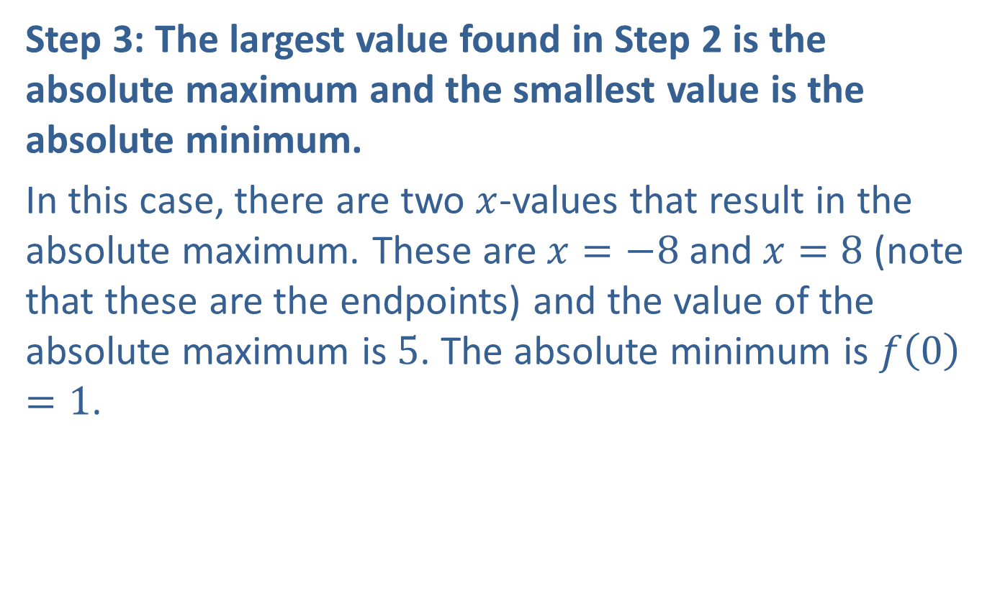 Step 3: The largest value found in Step 2 is the
absolute maximum and the smallest value is the
absolute minimum.
In this case, there are two x-values that result in the
absolute maximum. These are x = −8 and x = 8 (note
that these are the endpoints) and the value of the
absolute maximum is 5. The absolute minimum is f(0)
= 1.